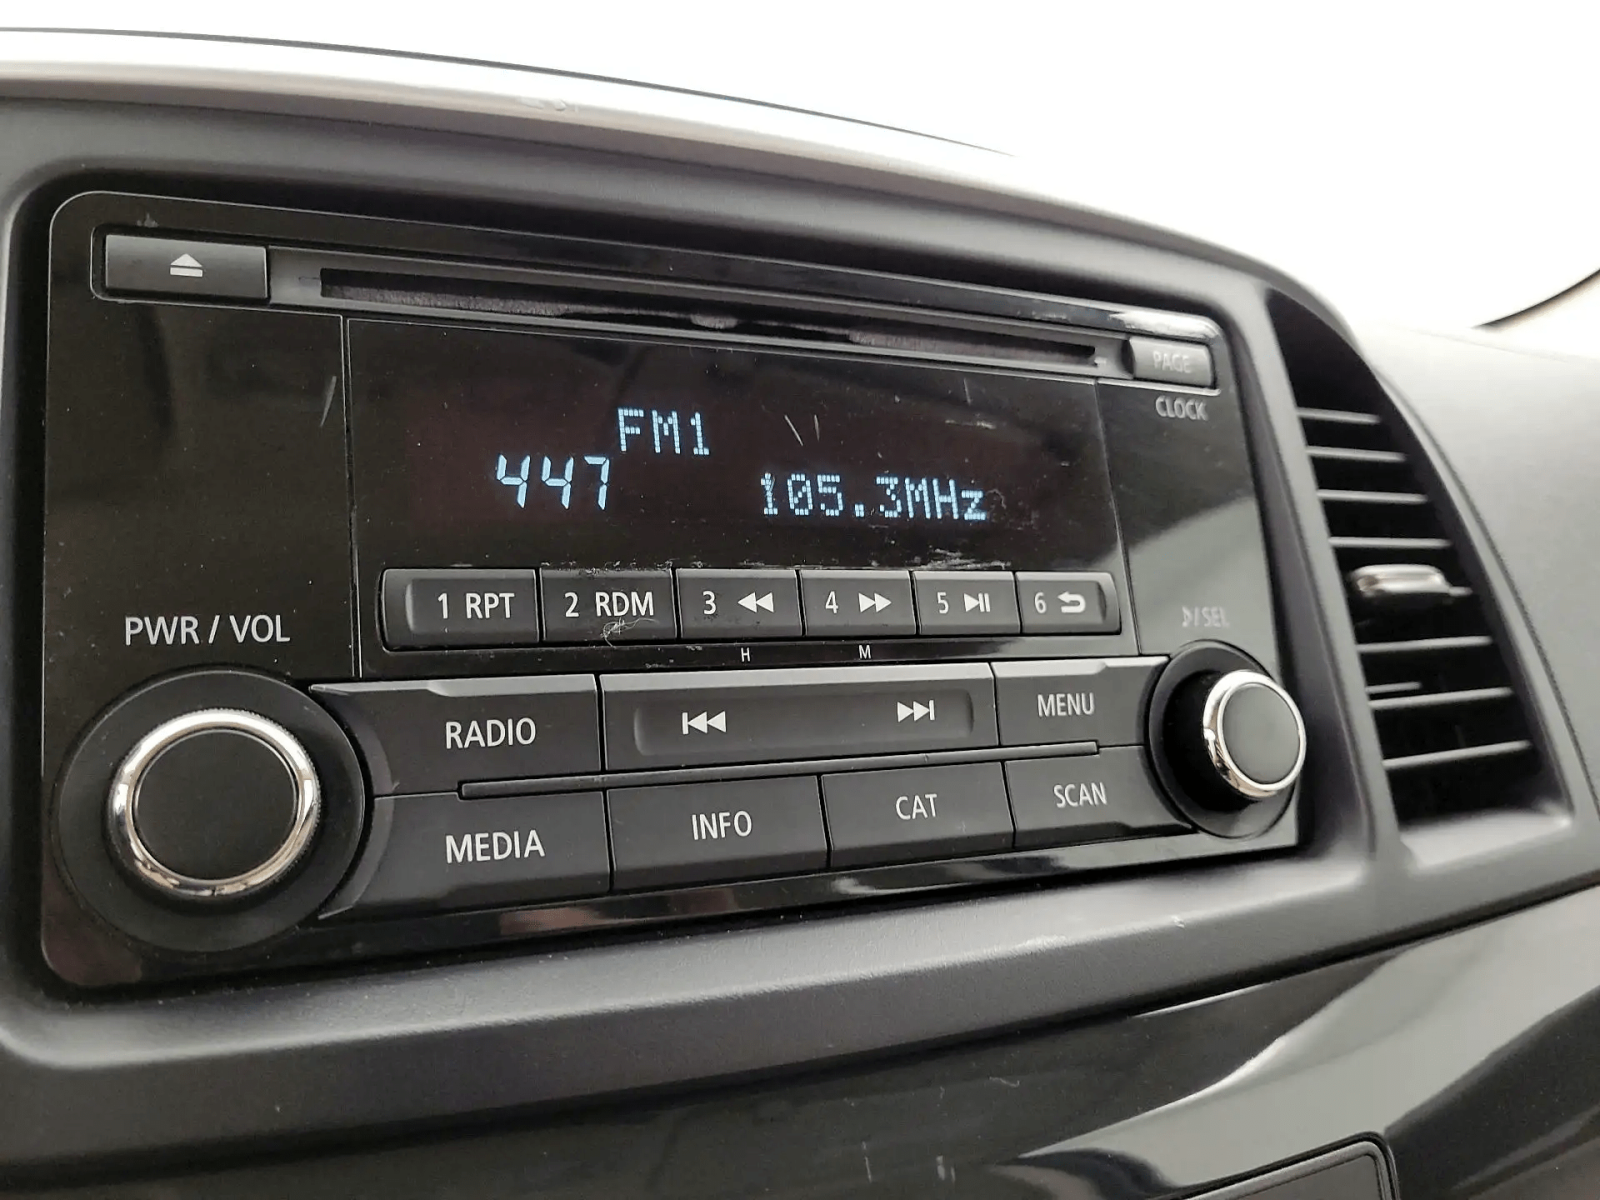 PAGE
CLOCK
FM1
447 105.3MHz
1 RPT 2 RDM 3 4 5 6
H M
PWR / VOL
♪/SEL
RADIO MENU
MEDIA INFO CAT SCAN